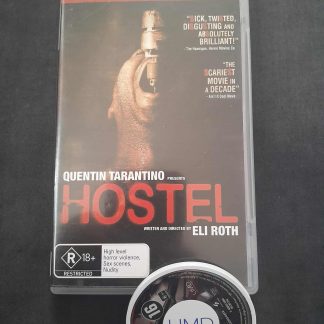 "SICK, TWISTED,
DISGUSTING AND
ABSOLUTELY
BRILLIANT!"
"THE
SCARIEST
MOVIE IN
A DECADE"
QUENTIN TARANTINO PRESENTS
HOSTEL
WRITTEN AND DIRECTED BY ELI ROTH
R 18+
RESTRICTED
High level
horror violence,
Sex scenes,
Nudity
UMD